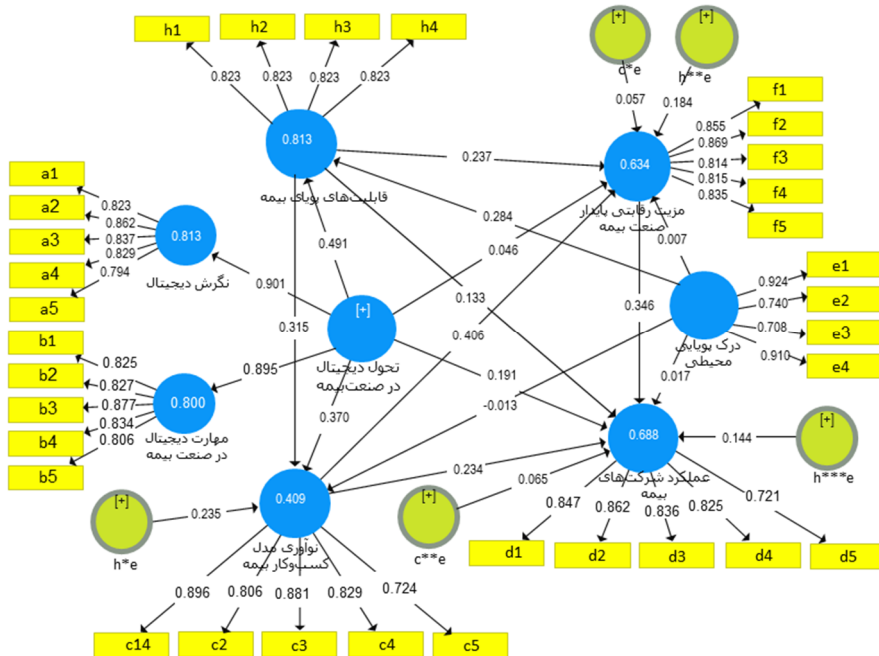 h1
h2
h3
h4
[+]
[+]
c*e
h**e
0.823
0.823
0.823
0.823
0.057
0.184
f1
f2
f3
f4
f5
0.855
0.869
0.814
0.815
0.835
0.813
0.634
0.237
قابلیت‌های پویای بیمه
مزیت رقابتی پایدار
صنعت بیمه
a1
a2
a3
a4
a5
0.823
0.862
0.837
0.829
0.794
0.813
نگرش دیجیتال
0.491
0.284
0.046
0.007
0.901
0.133
0.315
0.406
0.346
[+]
تحول دیجیتال
در صنعت‌بیمه
درک پویایی
محیطی
e1
e2
e3
e4
0.924
0.740
0.708
0.910
b1
b2
b3
b4
b5
0.825
0.827
0.877
0.834
0.806
0.800
مهارت دیجیتال
در صنعت بیمه
0.895
0.370
0.191
-0.013
0.017
0.688
عملکرد شرکت‌های
بیمه
0.144
[+]
h***e
0.234
0.065
[+]
c**e
[+]
h*e
0.235
0.409
نوآوری مدل
کسب‌وکار بیمه
0.847
0.862
0.836
0.825
0.721
d1
d2
d3
d4
d5
0.896
0.806
0.881
0.829
0.724
c14
c2
c3
c4
c5